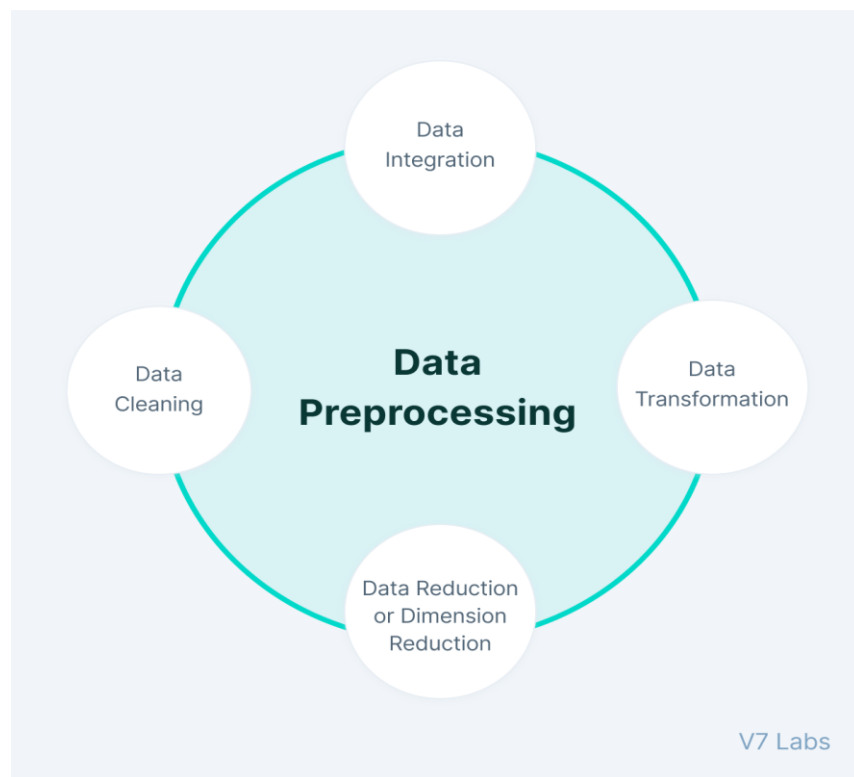 Data
Integration
Data
Cleaning
Data
Preprocessing
Data
Transformation
Data Reduction
or Dimension
Reduction
V7 Labs